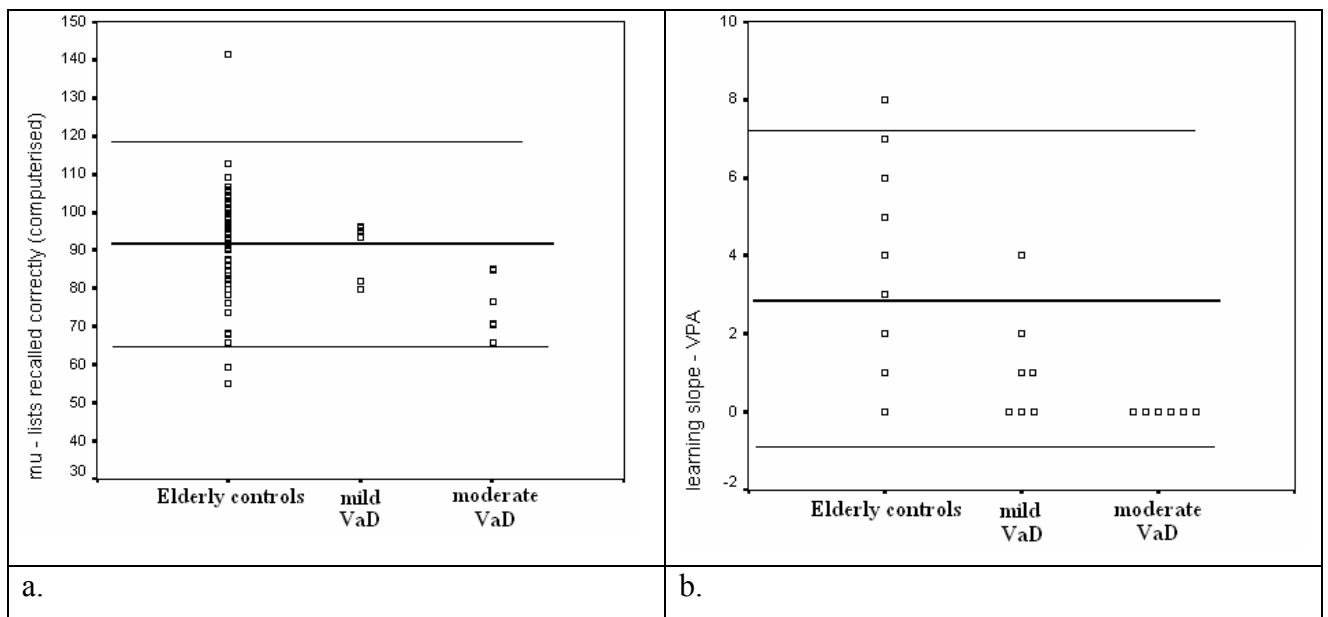 150
140
130
120
110
100
90
80
70
60
50
40
30
mu - lists recalled correctly (computerised)
Elderly controls
mild
VaD
moderate
VaD
a.
10
8
6
4
2
0
-2
learning slope - VPA
Elderly controls
mild
VaD
moderate
VaD
b.